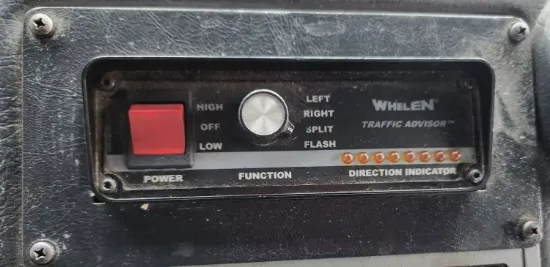 HIGH
OFF
LOW
POWER
FUNCTION
LEFT
RIGHT
SPLIT
FLASH
WHELEN®
TRAFFIC ADVISOR™
DIRECTION INDICATOR